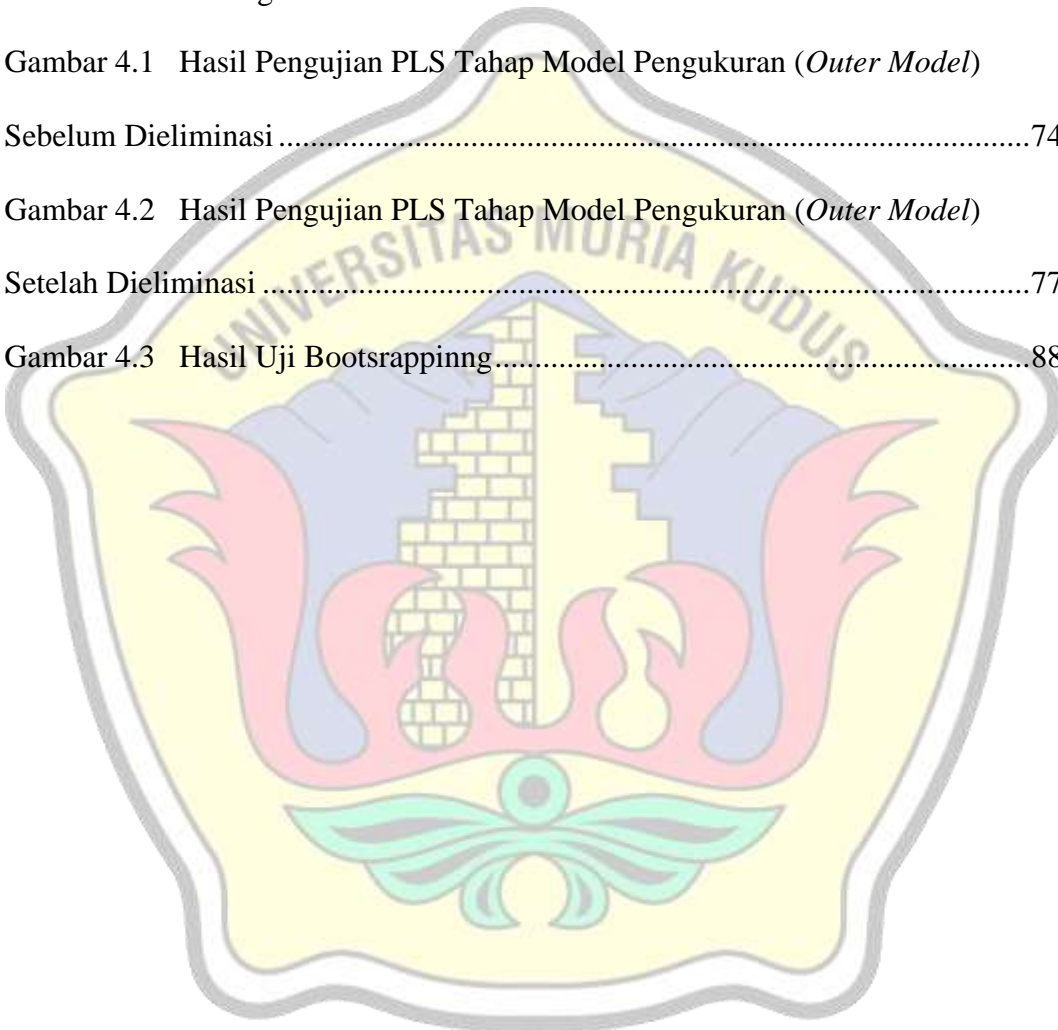 Gambar 4.1 Hasil Pengujian PLS Tahap Model Pengukuran (Outer Model)
Sebelum Dieliminasi ........................................................................................... 74
Gambar 4.2 Hasil Pengujian PLS Tahap Model Pengukuran (Outer Model)
Setelah Dieliminasi ............................................................................................. 77
Gambar 4.3 Hasil Uji Bootsrappinng ................................................................. 88
UNIVERSITAS MURIA KUDUS